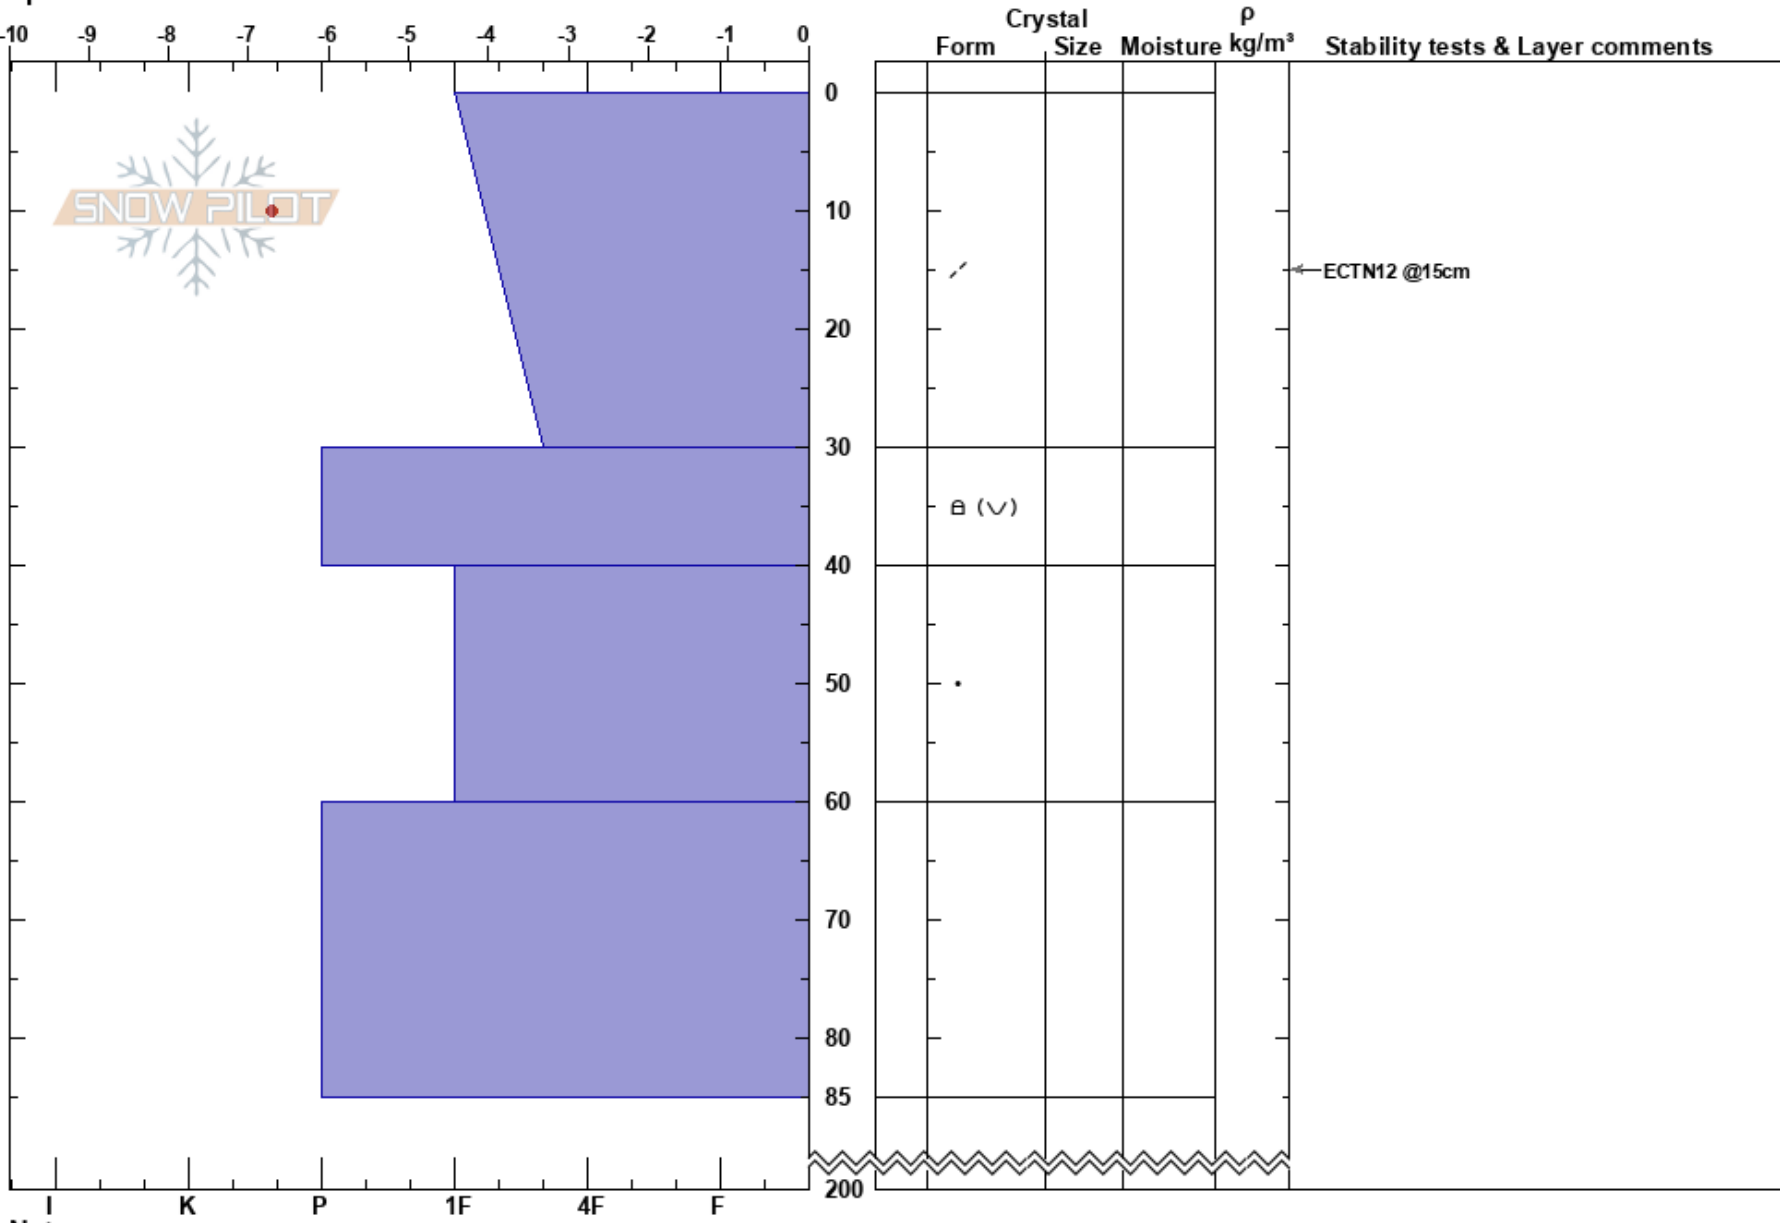 Crystal ρ
-10 -9 -8 -7 -6 -5 -4 -3 -2 -1 0 Form Size Moisture kg/m³ Stability tests & Layer comments
0
SNOW PILOT
10
ECTN12 @15cm
20
30
(V)
40
50
60
70
80
85
200
I K P 1F 4F F